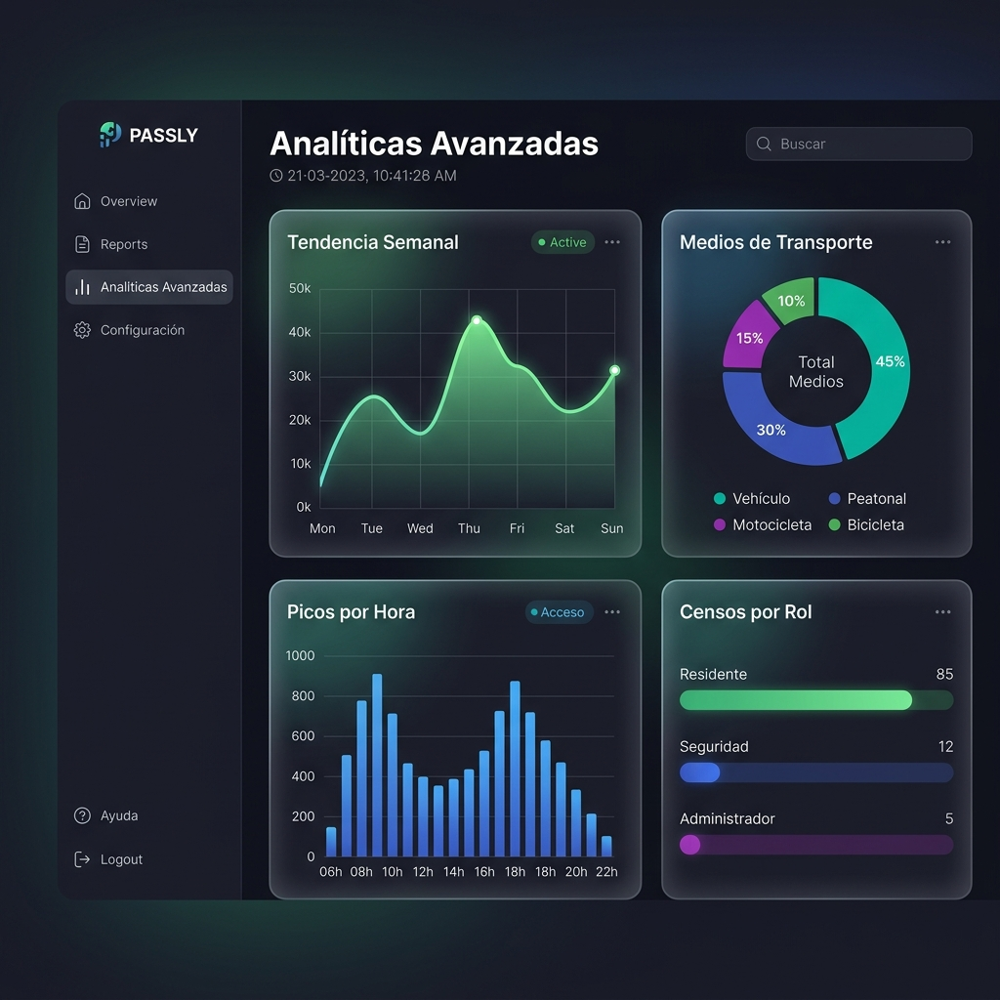 PASSLY
Overview
Reports
Analíticas Avanzadas
Configuración
Ayuda
Logout
Analíticas Avanzadas
21-03-2023, 10:41:28 AM
Buscar
Tendencia Semanal
Active
50k
40k
30k
20k
10k
0k
Mon Tue Wed Thu Fri Sat Sun
Medios de Transporte
10%
15%
45%
30%
Total
Medios
Vehículo Peatonal
Motocicleta Bicicleta
Picos por Hora
Acceso
1000
800
600
400
200
0
06h 08h 10h 12h 14h 16h 18h 18h 20h 22h
Censos por Rol
Residente 85
Seguridad 12
Administrador 5